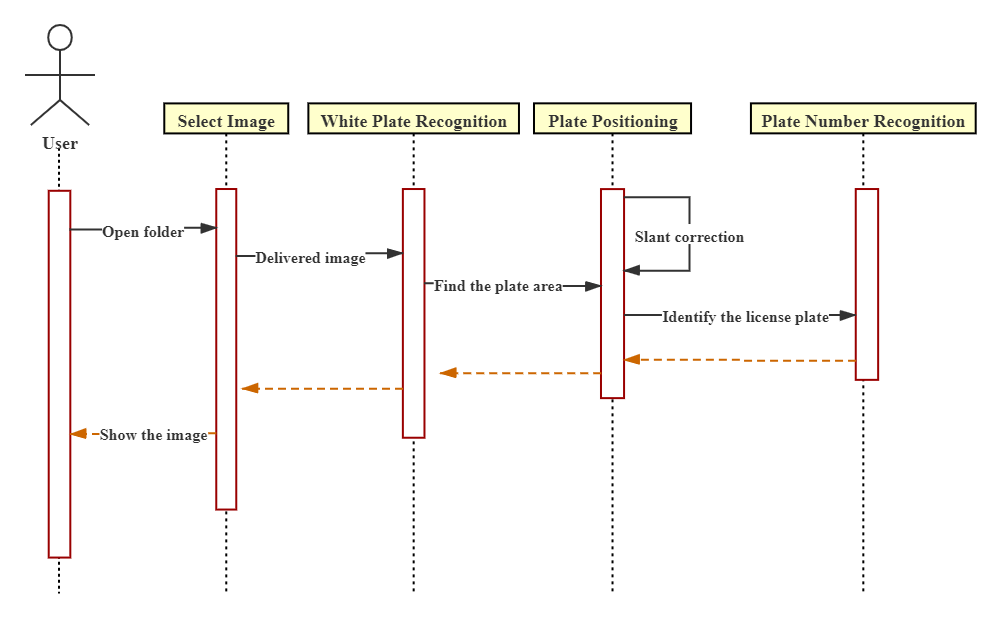 User
Select Image
White Plate Recognition
Plate Positioning
Plate Number Recognition
Open folder
Slant correction
Delivered image
Find the plate area
Identify the license plate
Show the image